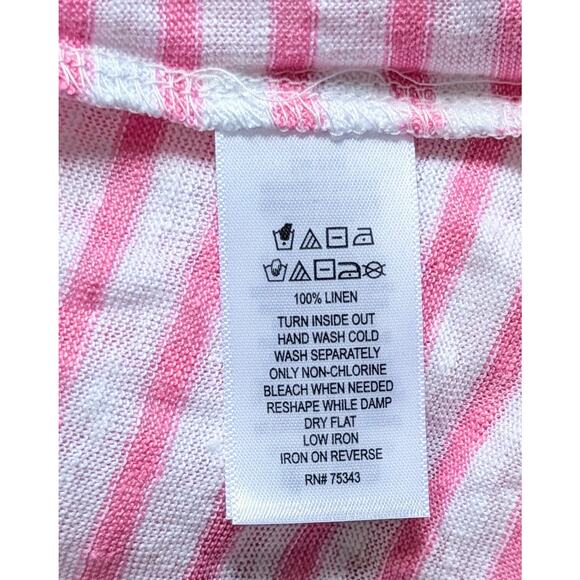 100% LINEN
TURN INSIDE OUT
HAND WASH COLD
WASH SEPARATELY
ONLY NON-CHLORINE
BLEACH WHEN NEEDED
RESHAPE WHILE DAMP
DRY FLAT
LOW IRON
IRON ON REVERSE
RN# 75343